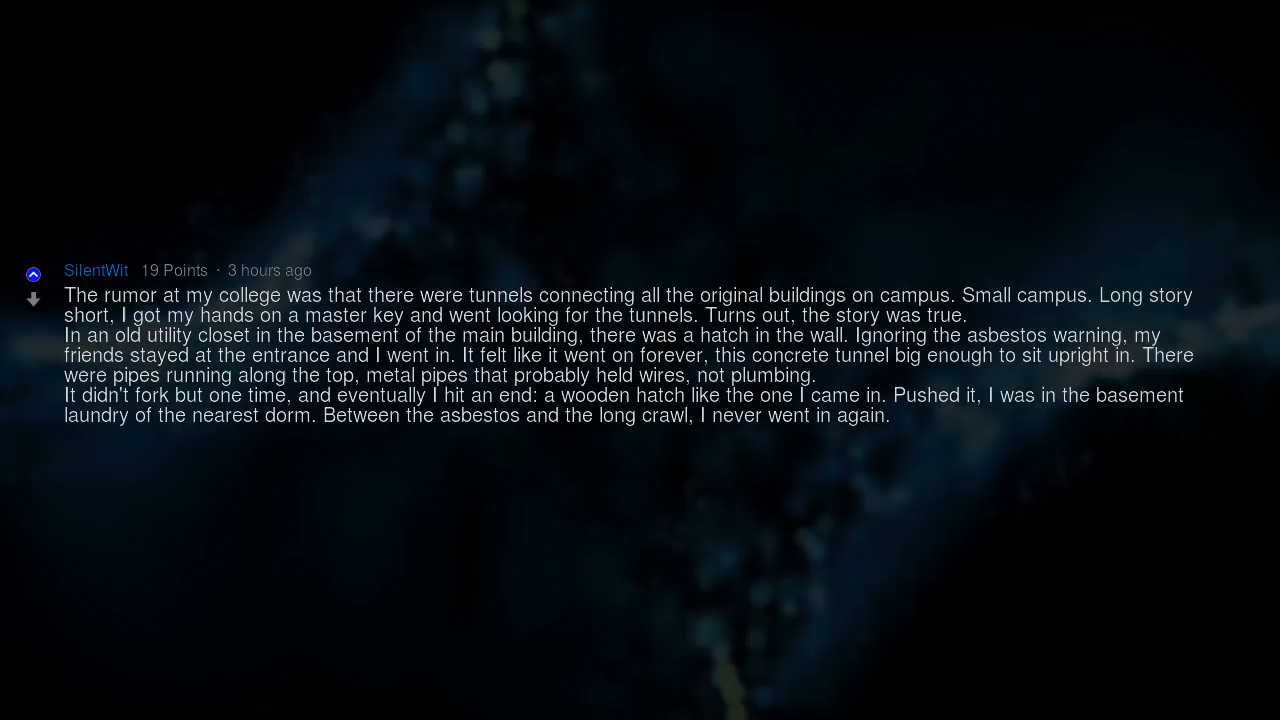 SilentWit 19 Points · 3 hours ago
The rumor at my college was that there were tunnels connecting all the original buildings on campus. Small campus. Long story
short, I got my hands on a master key and went looking for the tunnels. Turns out, the story was true.
In an old utility closet in the basement of the main building, there was a hatch in the wall. Ignoring the asbestos warning, my
friends stayed at the entrance and I went in. It felt like it went on forever, this concrete tunnel big enough to sit upright in. There
were pipes running along the top, metal pipes that probably held wires, not plumbing.
It didn't fork but one time, and eventually I hit an end: a wooden hatch like the one I came in. Pushed it, I was in the basement
laundry of the nearest dorm. Between the asbestos and the long crawl, I never went in again.